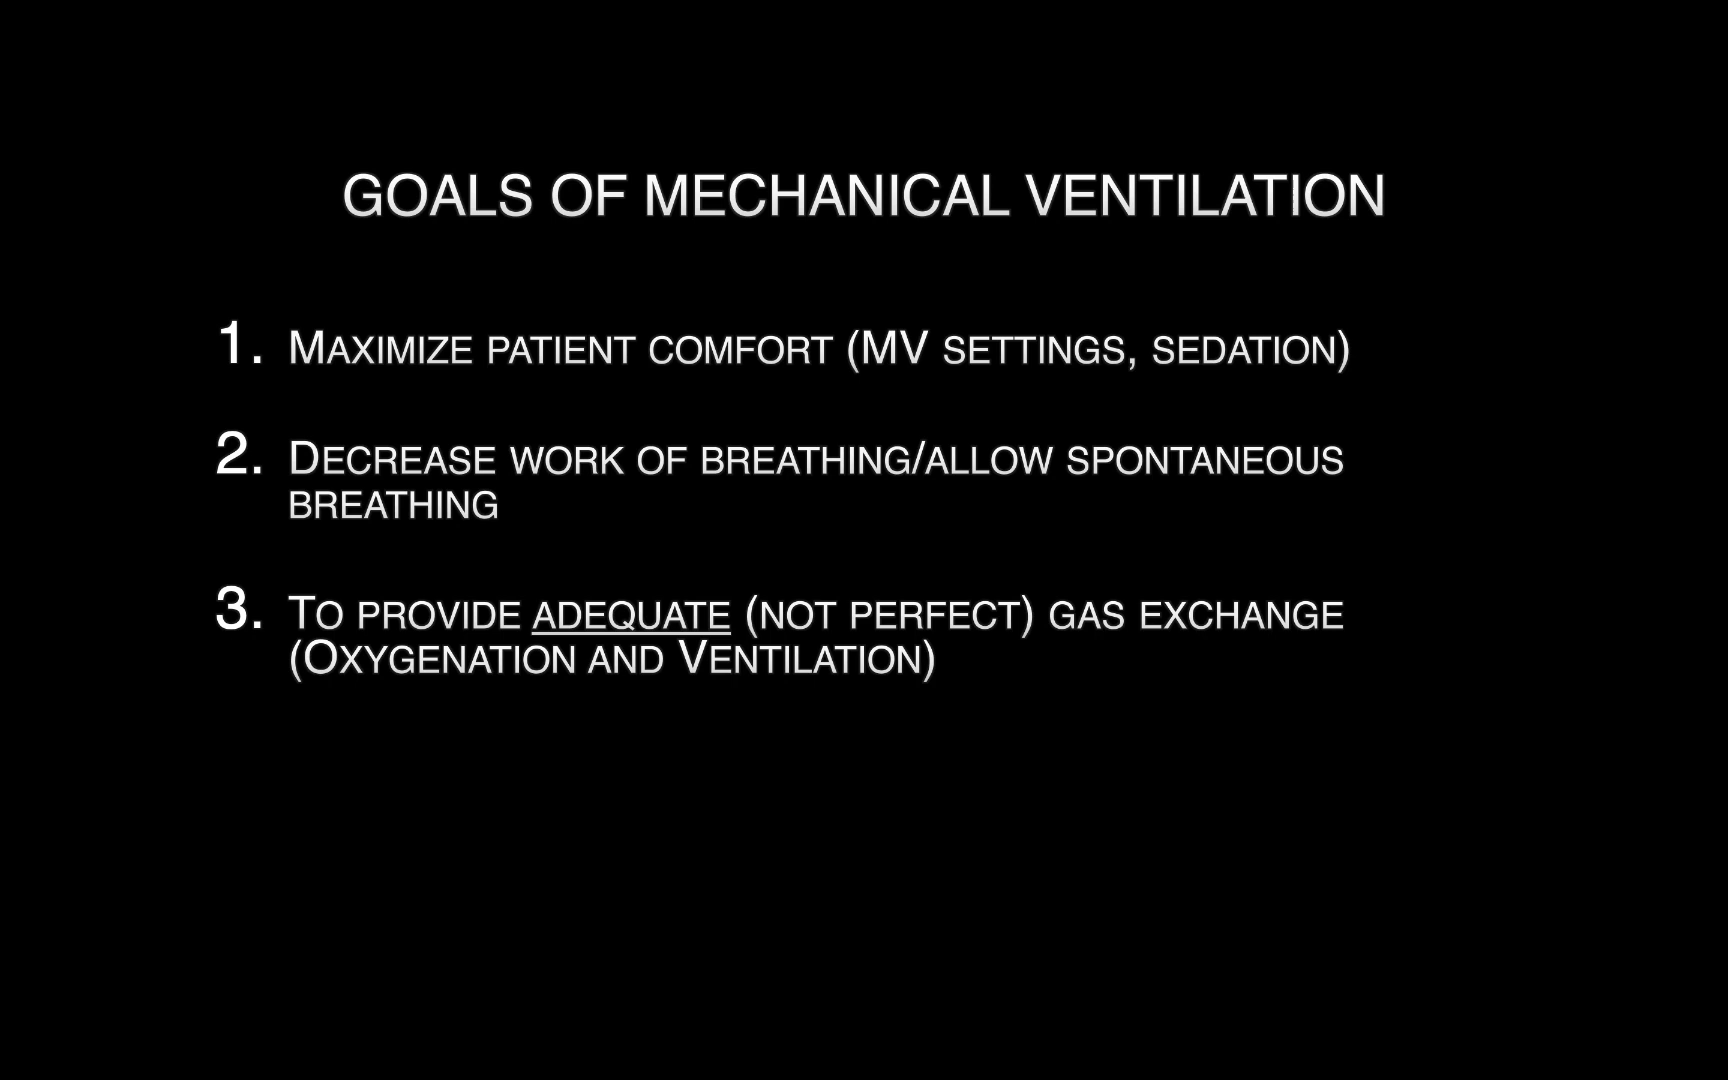 GOALS OF MECHANICAL VENTILATION
1. MAXIMIZE PATIENT COMFORT (MV SETTINGS, SEDATION)
2. DECREASE WORK OF BREATHING/ALLOW SPONTANEOUS
BREATHING
3. TO PROVIDE ADEQUATE (NOT PERFECT) GAS EXCHANGE
(OXYGENATION AND VENTILATION)